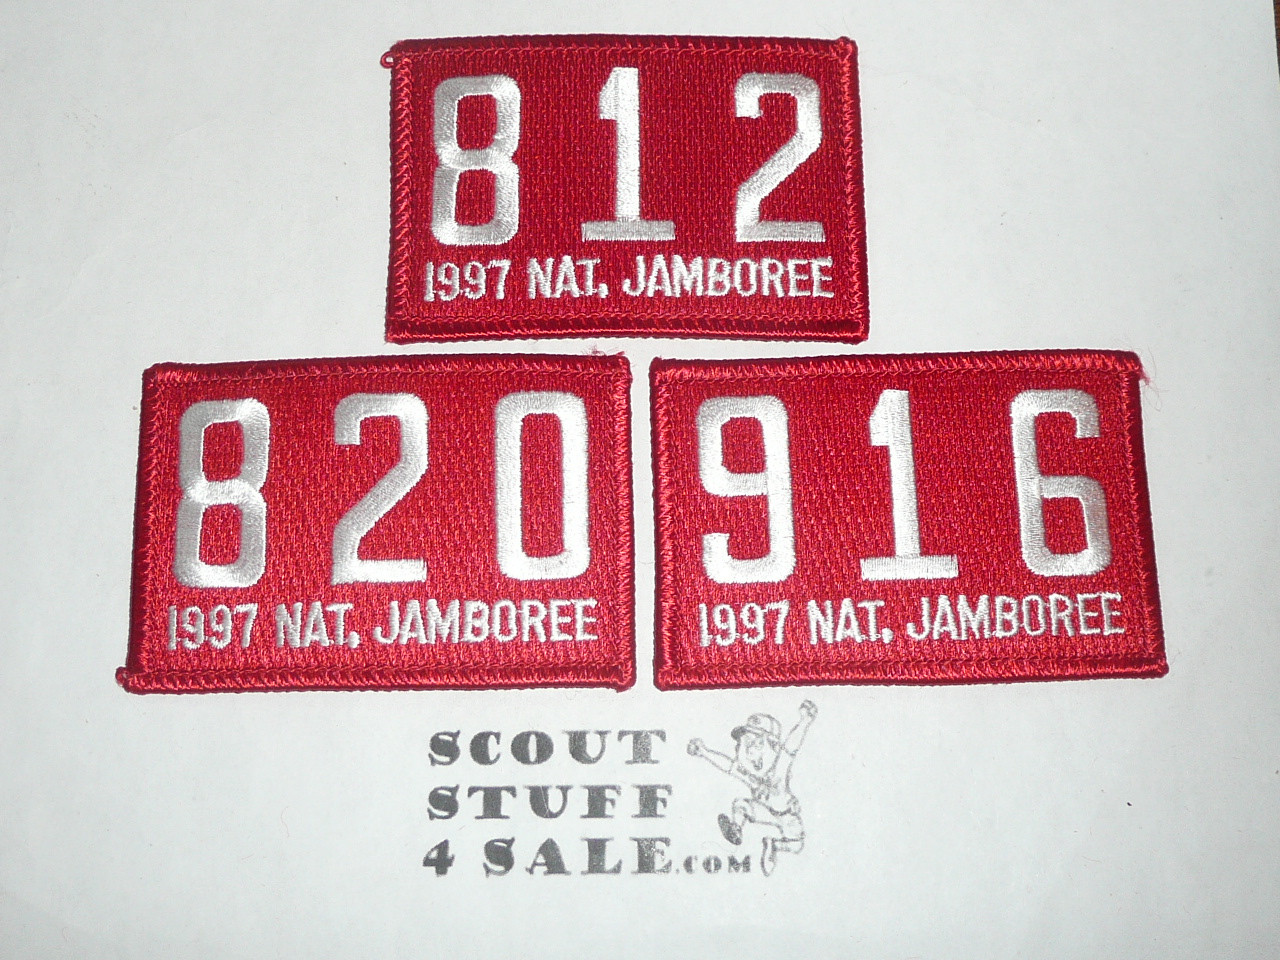 812
1997 NAT. JAMBOREE
820
1997 NAT. JAMBOREE
916
1997 NAT. JAMBOREE
SCOUT
STUFF
4 SALE.COM